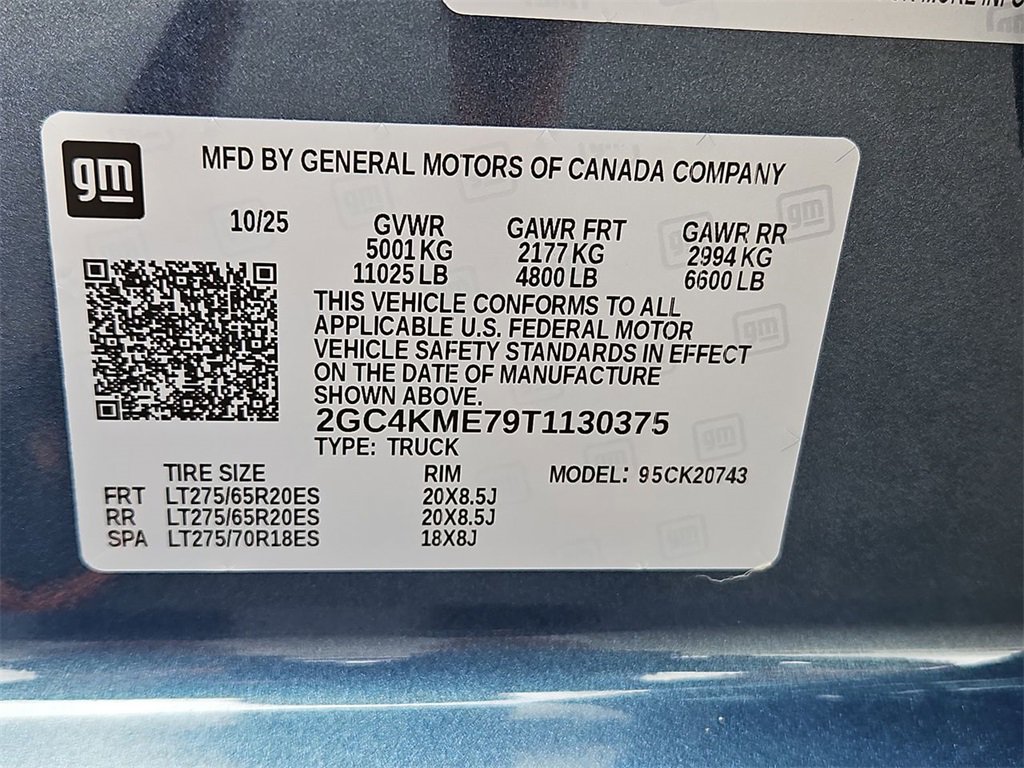 MORE INFO
gm
MFD BY GENERAL MOTORS OF CANADA COMPANY
10/25 GVWR GAWR FRT GAWR RR
5001 KG 2177 KG 2994 KG
11025 LB 4800 LB 6600 LB
THIS VEHICLE CONFORMS TO ALL
APPLICABLE U.S. FEDERAL MOTOR
VEHICLE SAFETY STANDARDS IN EFFECT
ON THE DATE OF MANUFACTURE
SHOWN ABOVE.
2GC4KME79T1130375
TYPE: TRUCK
TIRE SIZE RIM MODEL: 95CK20743
FRT LT275/65R20ES 20X8.5J
RR LT275/65R20ES 20X8.5J
SPA LT275/70R18ES 18X8J